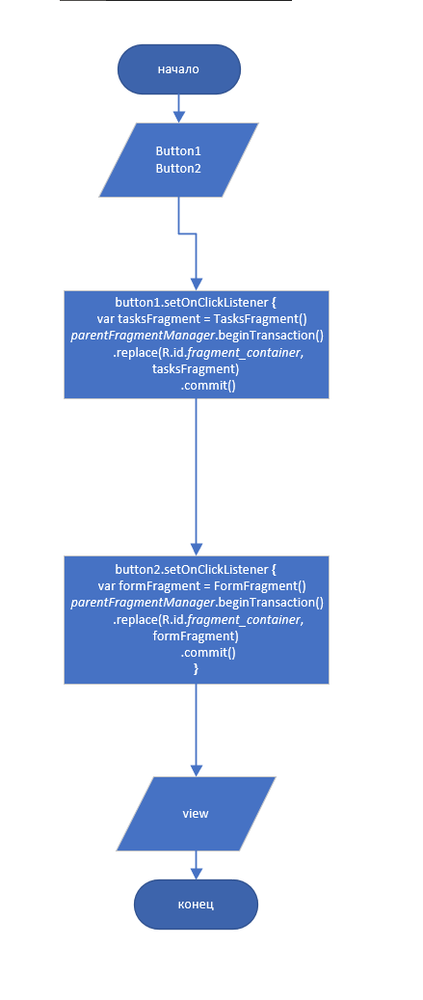 начало
Button1
Button2
button1.setOnClickListener {
var tasksFragment = TasksFragment()
parentFragmentManager.beginTransaction()
.replace(R.id.fragment_container,
tasksFragment)
.commit()
button2.setOnClickListener {
var formFragment = FormFragment()
parentFragmentManager.beginTransaction()
.replace(R.id.fragment_container,
formFragment)
.commit()
}
view
конец